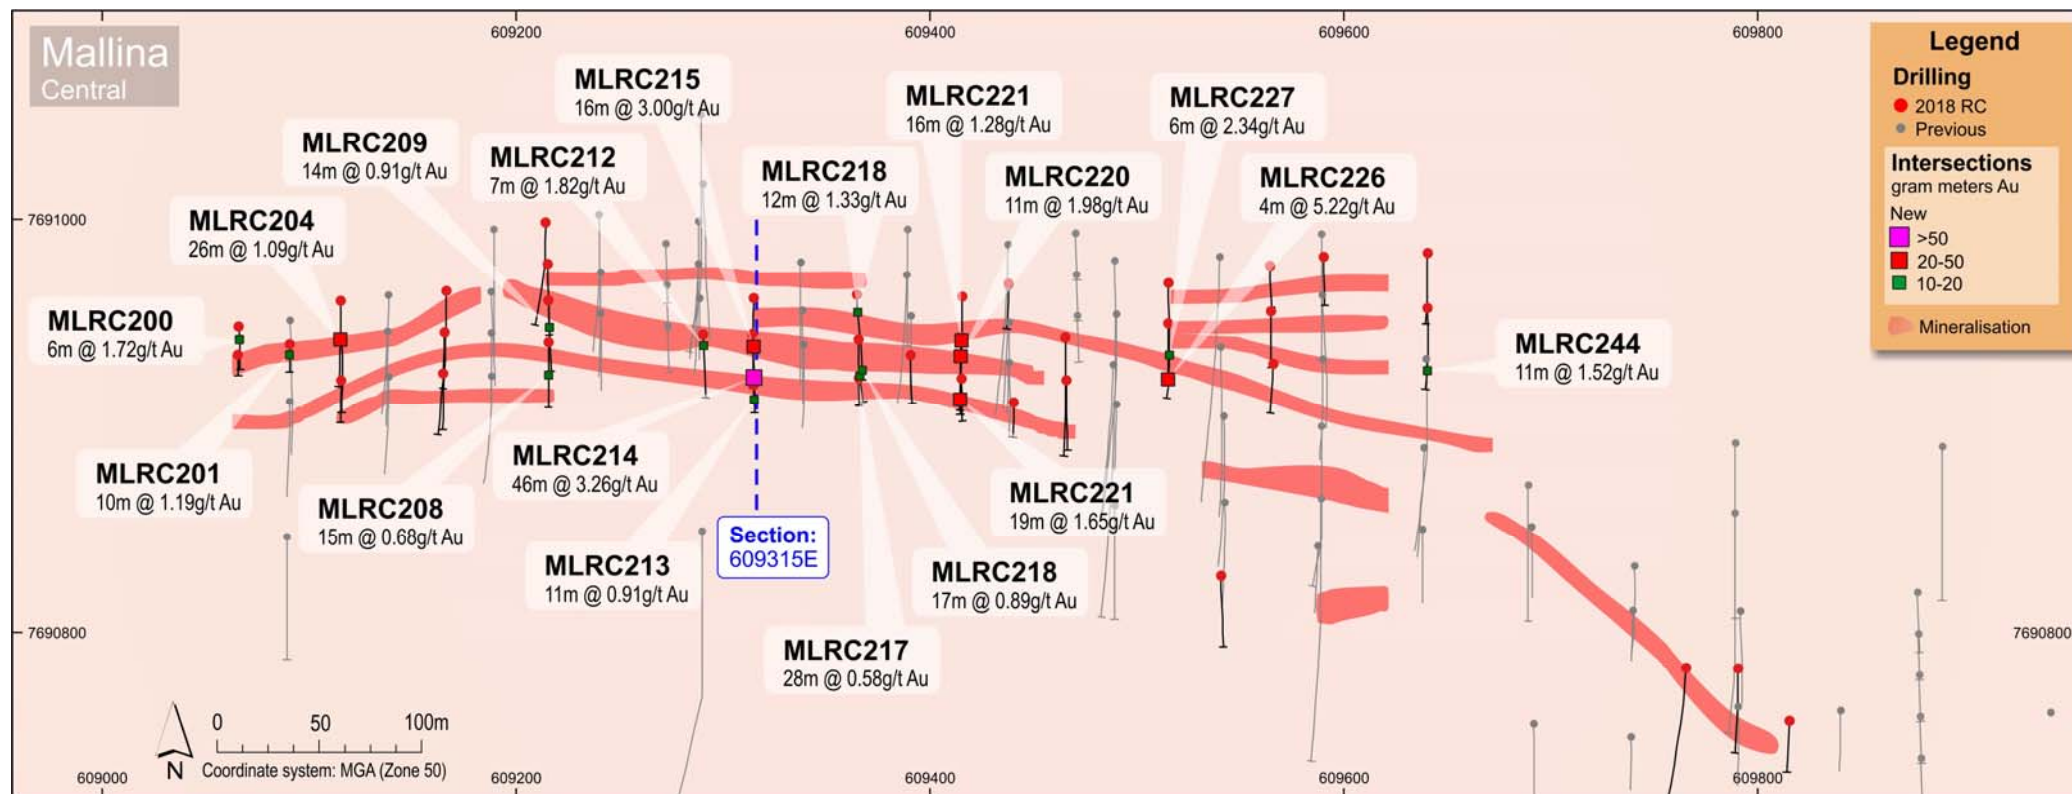 Mallina
Central
609200
609400
609600
609800
MLRC215
16m @ 3.00g/t Au
MLRC221
16m @ 1.28g/t Au
MLRC227
6m @ 2.34g/t Au
MLRC209
14m @ 0.91g/t Au
MLRC212
7m @ 1.82g/t Au
MLRC218
12m @ 1.33g/t Au
MLRC220
11m @ 1.98g/t Au
MLRC226
4m @ 5.22g/t Au
7691000
MLRC204
26m @ 1.09g/t Au
MLRC200
6m @ 1.72g/t Au
MLRC244
11m @ 1.52g/t Au
MLRC201
10m @ 1.19g/t Au
MLRC208
15m @ 0.68g/t Au
MLRC214
46m @ 3.26g/t Au
MLRC221
19m @ 1.65g/t Au
Section:
609315E
MLRC213
11m @ 0.91g/t Au
MLRC218
17m @ 0.89g/t Au
MLRC217
28m @ 0.58g/t Au
7690800
7690800
Legend
Drilling
2018 RC
Previous
Intersections
gram meters Au
New
>50
20-50
10-20
Mineralisation
0 50 100m
N
Coordinate system: MGA (Zone 50)
609000
609200
609400
609600
609800